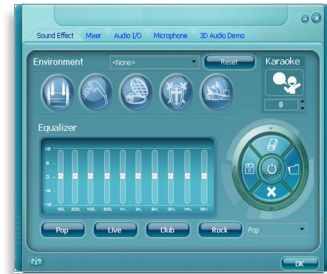 Sound Effect Mixer Audio I/O Microphone 3D Audio Demo
Environment <None> Reset Karaoke
0
Equalizer
Pop Live Club Rock Pop
OK